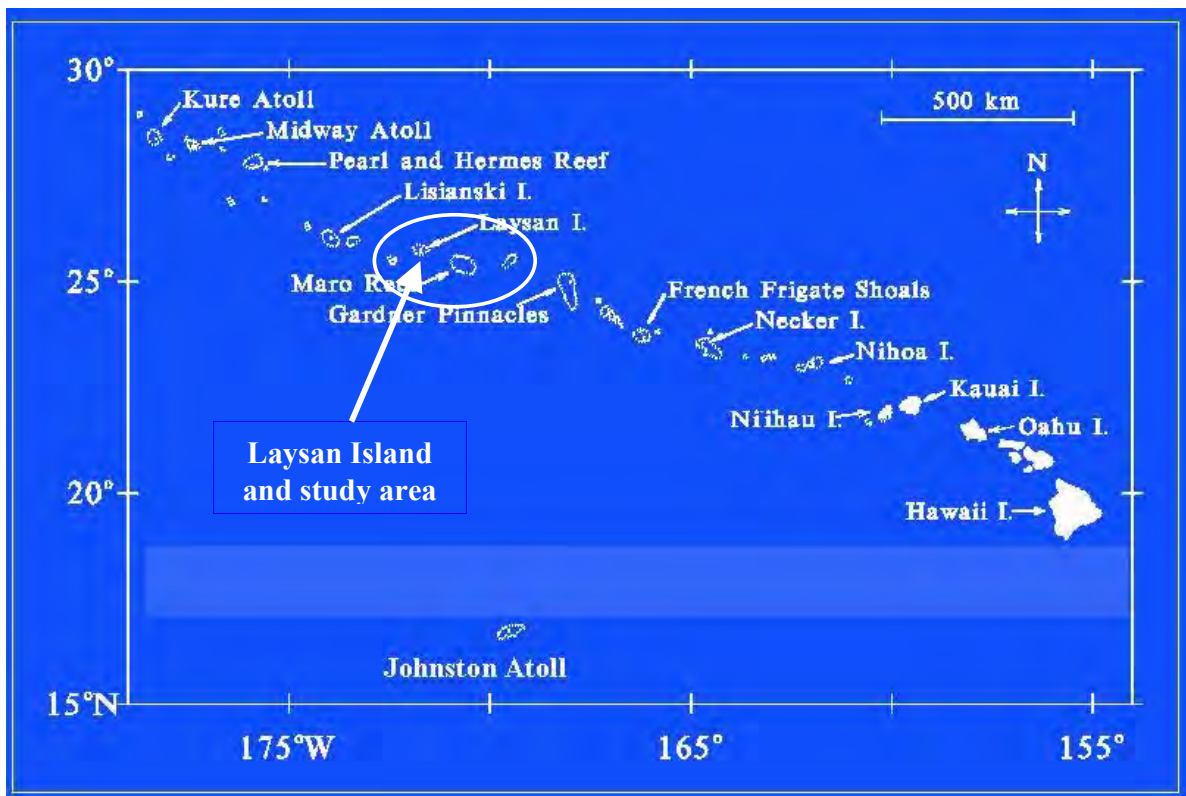 30°
Kure Atoll
500 km
Midway Atoll
N
Pearl and Hermes Reef
Lisianski I.
Laysan I.
25°
Maro
Gardner Pinnacles
French Frigate Shoals
Necker I.
Nihoa I.
Kauai I.
Niihau I.
Oahu I.
Laysan Island
and study area
20°
Hawaii I.
Johnston Atoll
15°N
175°W
165°
155°